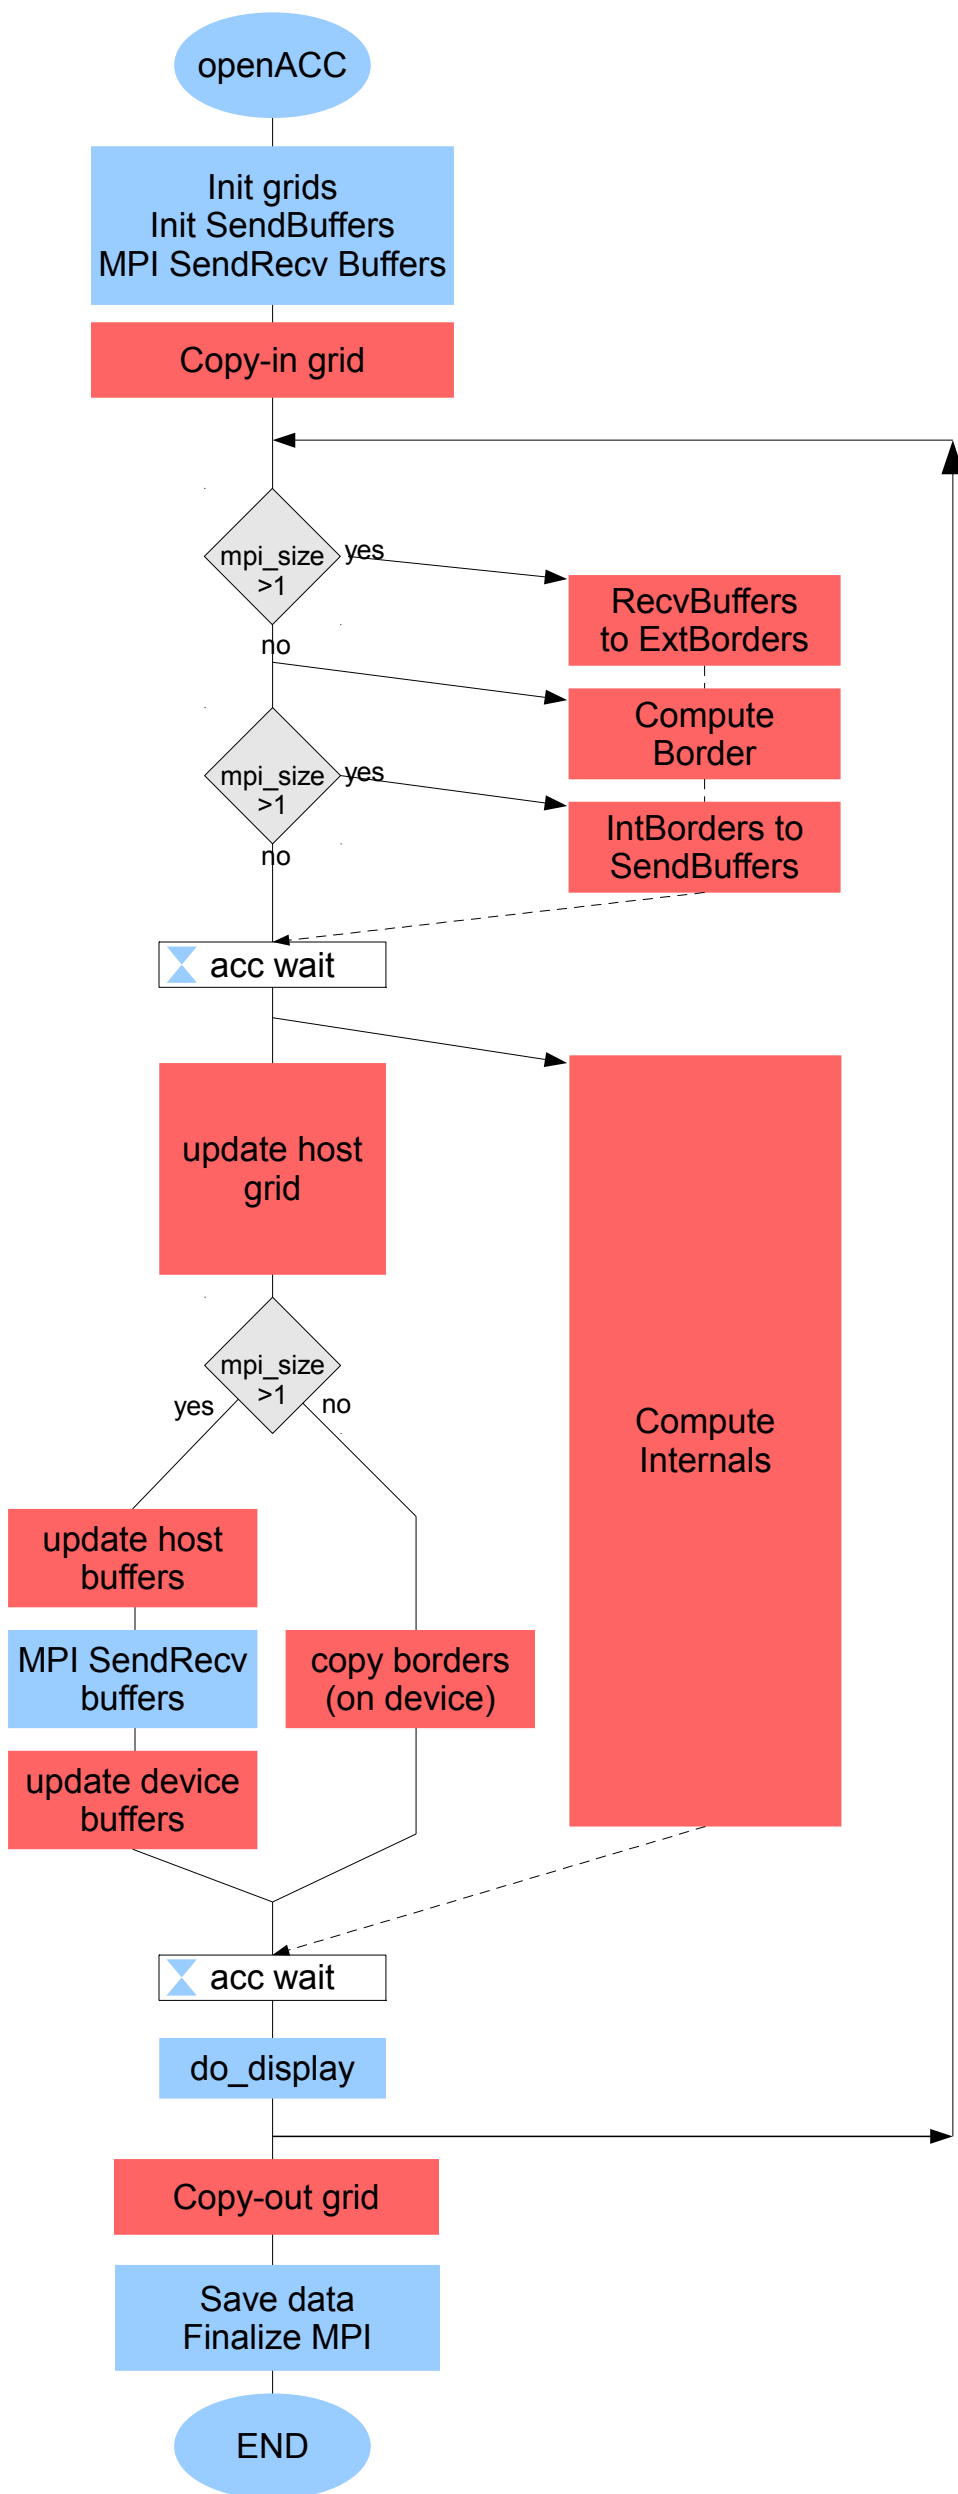 openACC
Init grids
Init SendBuffers
MPI SendRecv Buffers
Copy-in grid
mpi_size
>1
yes
no
RecvBuffers
to ExtBorders
Compute
Border
mpi_size
>1
yes
no
IntBorders to
SendBuffers
acc wait
update host
grid
Compute
Internals
mpi_size
>1
yes
no
update host
buffers
MPI SendRecv
buffers
copy borders
(on device)
update device
buffers
acc wait
do_display
Copy-out grid
Save data
Finalize MPI
END